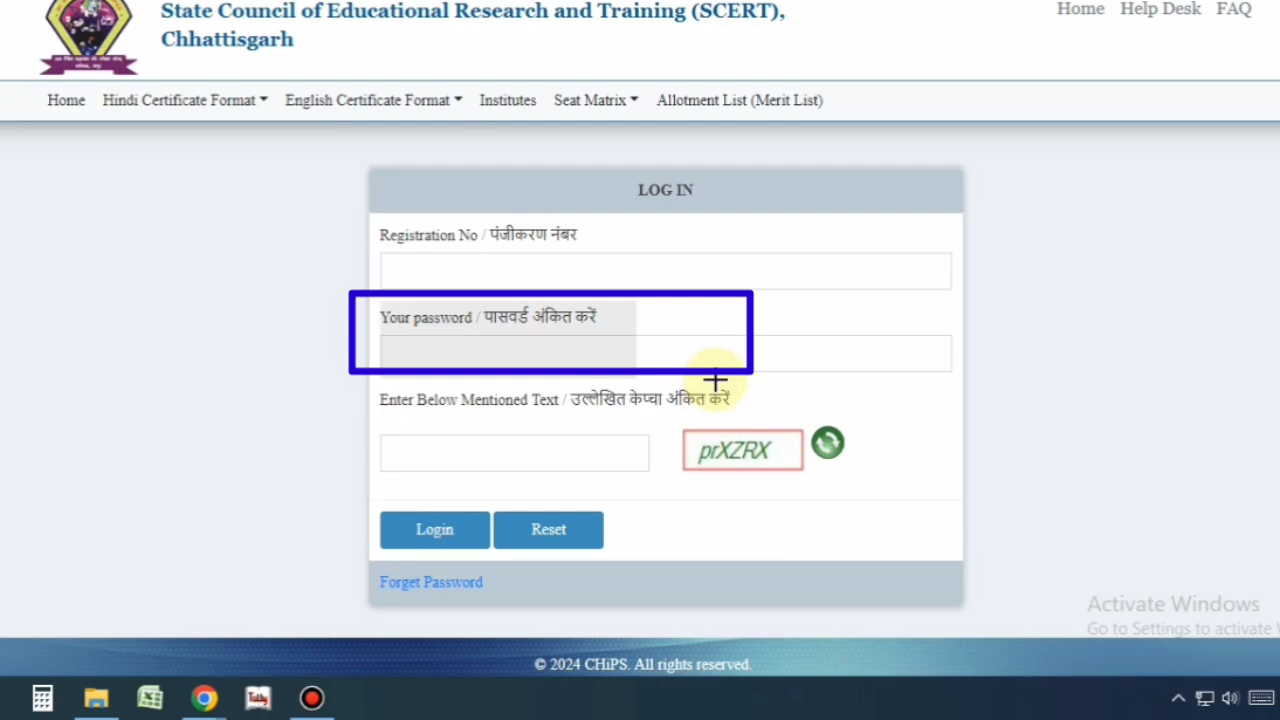 State Council of Educational Research and Training (SCERT),
Chhattisgarh
Home Help Desk FAQ
Home Hindi Certificate Format English Certificate Format Institutes Seat Matrix Allotment List (Merit List)
LOG IN
Registration No / पंजीकरण नंबर
Your password / पासवर्ड अंकित करें
Enter Below Mentioned Text / उल्लेखित केप्चा अंकित करें
prXZRX
Login Reset
Forget Password
Activate Windows
Go to Settings to activate
© 2024 CHiPS. All rights reserved.
Tally